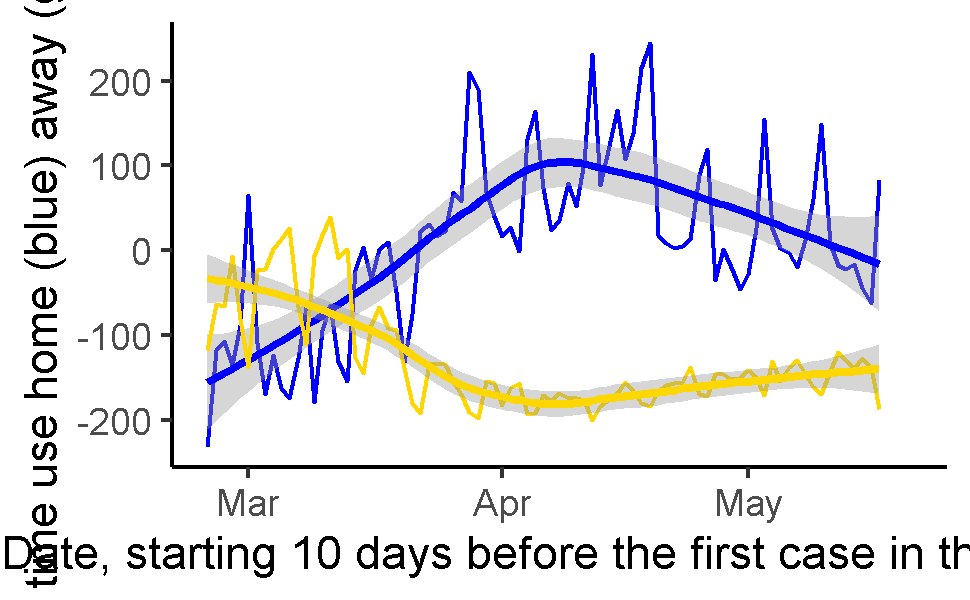 time use home (blue) away (
200
100
0
-100
-200
Mar Apr May
Date, starting 10 days before the first case in th